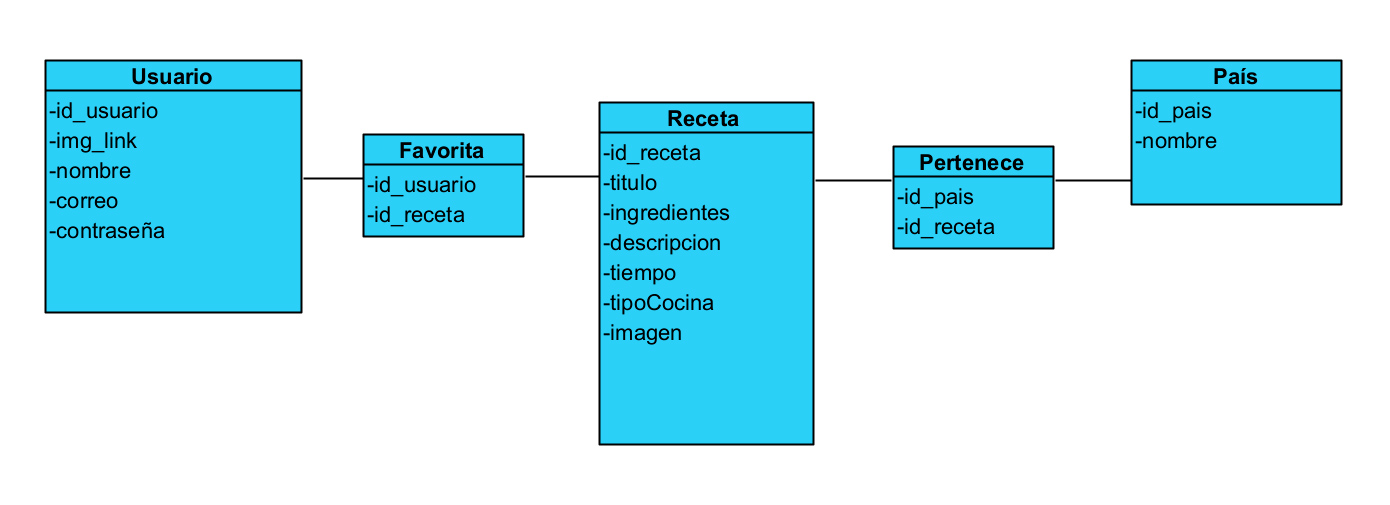 Usuario
-id_usuario
-img_link
-nombre
-correo
-contraseña
Favorita
-id_usuario
-id_receta
Receta
-id_receta
-titulo
-ingredientes
-descripcion
-tiempo
-tipoCocina
-imagen
Pertenece
-id_pais
-id_receta
País
-id_pais
-nombre